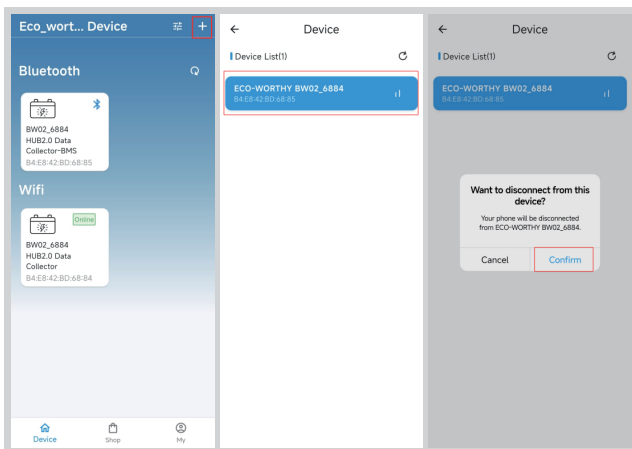 Eco_wort... Device
Bluetooth
BW02_6884
HUB2.0 Data
Collector-BMS
B4:E8:42:BD:68:85
Wifi
Online
BW02_6884
HUB2.0 Data
Collector
B4:E8:42:BD:68:84
Device
Shop
My
Device
Device List(1)
ECO-WORTHY BW02_6884
B4:E8:42:BD:68:85
Device
Device List(1)
ECO-WORTHY BW02_6884
B4:E8:42:BD:68:85
Want to disconnect from this
device?
Your phone will be disconnected
from ECO-WORTHY BW02_6884.
Cancel
Confirm